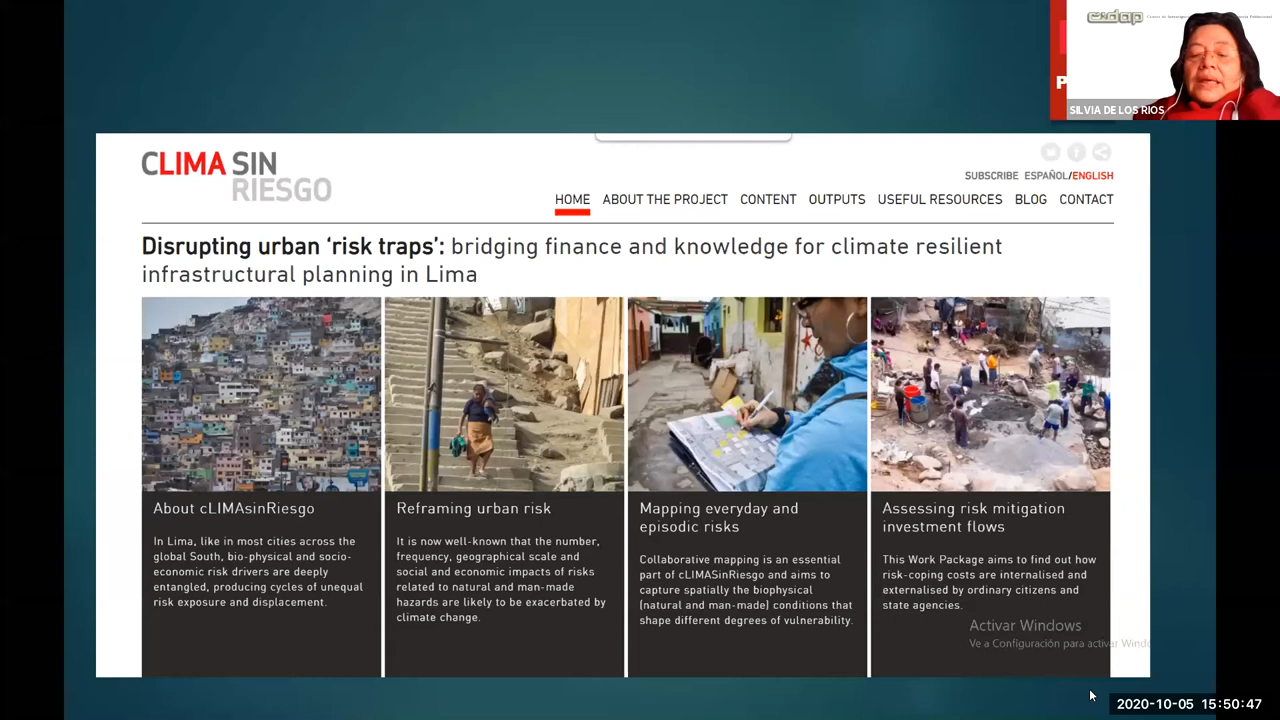 cidap
P
SILVIA DE LOS RIOS
CLIMA SIN
RIESGO
SUBSCRIBE ESPAÑOL/ENGLISH
HOME ABOUT THE PROJECT CONTENT OUTPUTS USEFUL RESOURCES BLOG CONTACT
Disrupting urban ‘risk traps’: bridging finance and knowledge for climate resilient
infrastructural planning in Lima
About cLIMAsinRiesgo
In Lima, like in most cities across the
global South, bio-physical and socio-
economic risk drivers are deeply
entangled, producing cycles of unequal
risk exposure and displacement.
Reframing urban risk
It is now well-known that the number,
frequency, geographical scale and
social and economic impacts of risks
related to natural and man-made
hazards are likely to be exacerbated by
climate change.
Mapping everyday and
episodic risks
Collaborative mapping is an essential
part of cLIMASinRiesgo and aims to
capture spatially the biophysical
(natural and man-made) conditions that
shape different degrees of vulnerability.
Assessing risk mitigation
investment flows
This Work Package aims to find out how
risk-coping costs are internalised and
externalised by ordinary citizens and
state agencies.
Activar Windows
Ve a Configuración para activar Windo
2020-10-05 15:50:47